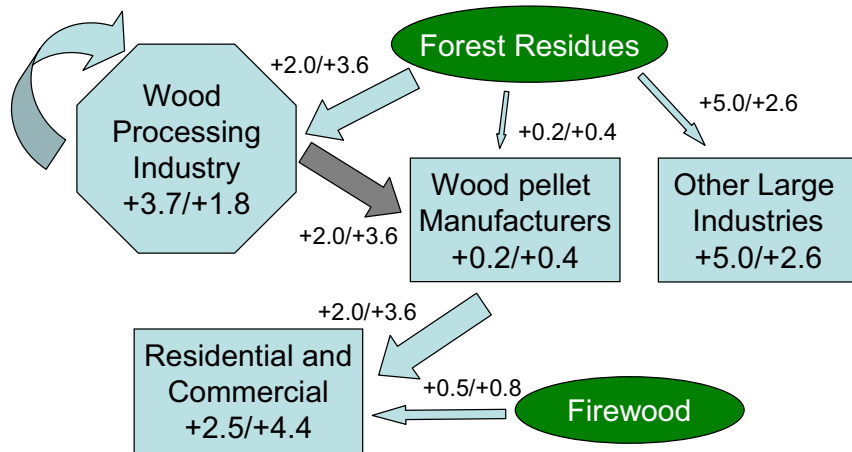 Forest Residues
+2.0/+3.6
Wood
Processing
Industry
+3.7/+1.8
+5.0/+2.6
+0.2/+0.4
Wood pellet
Manufacturers
+0.2/+0.4
Other Large
Industries
+5.0/+2.6
+2.0/+3.6
+2.0/+3.6
Residential and
Commercial
+2.5/+4.4
+0.5/+0.8
Firewood